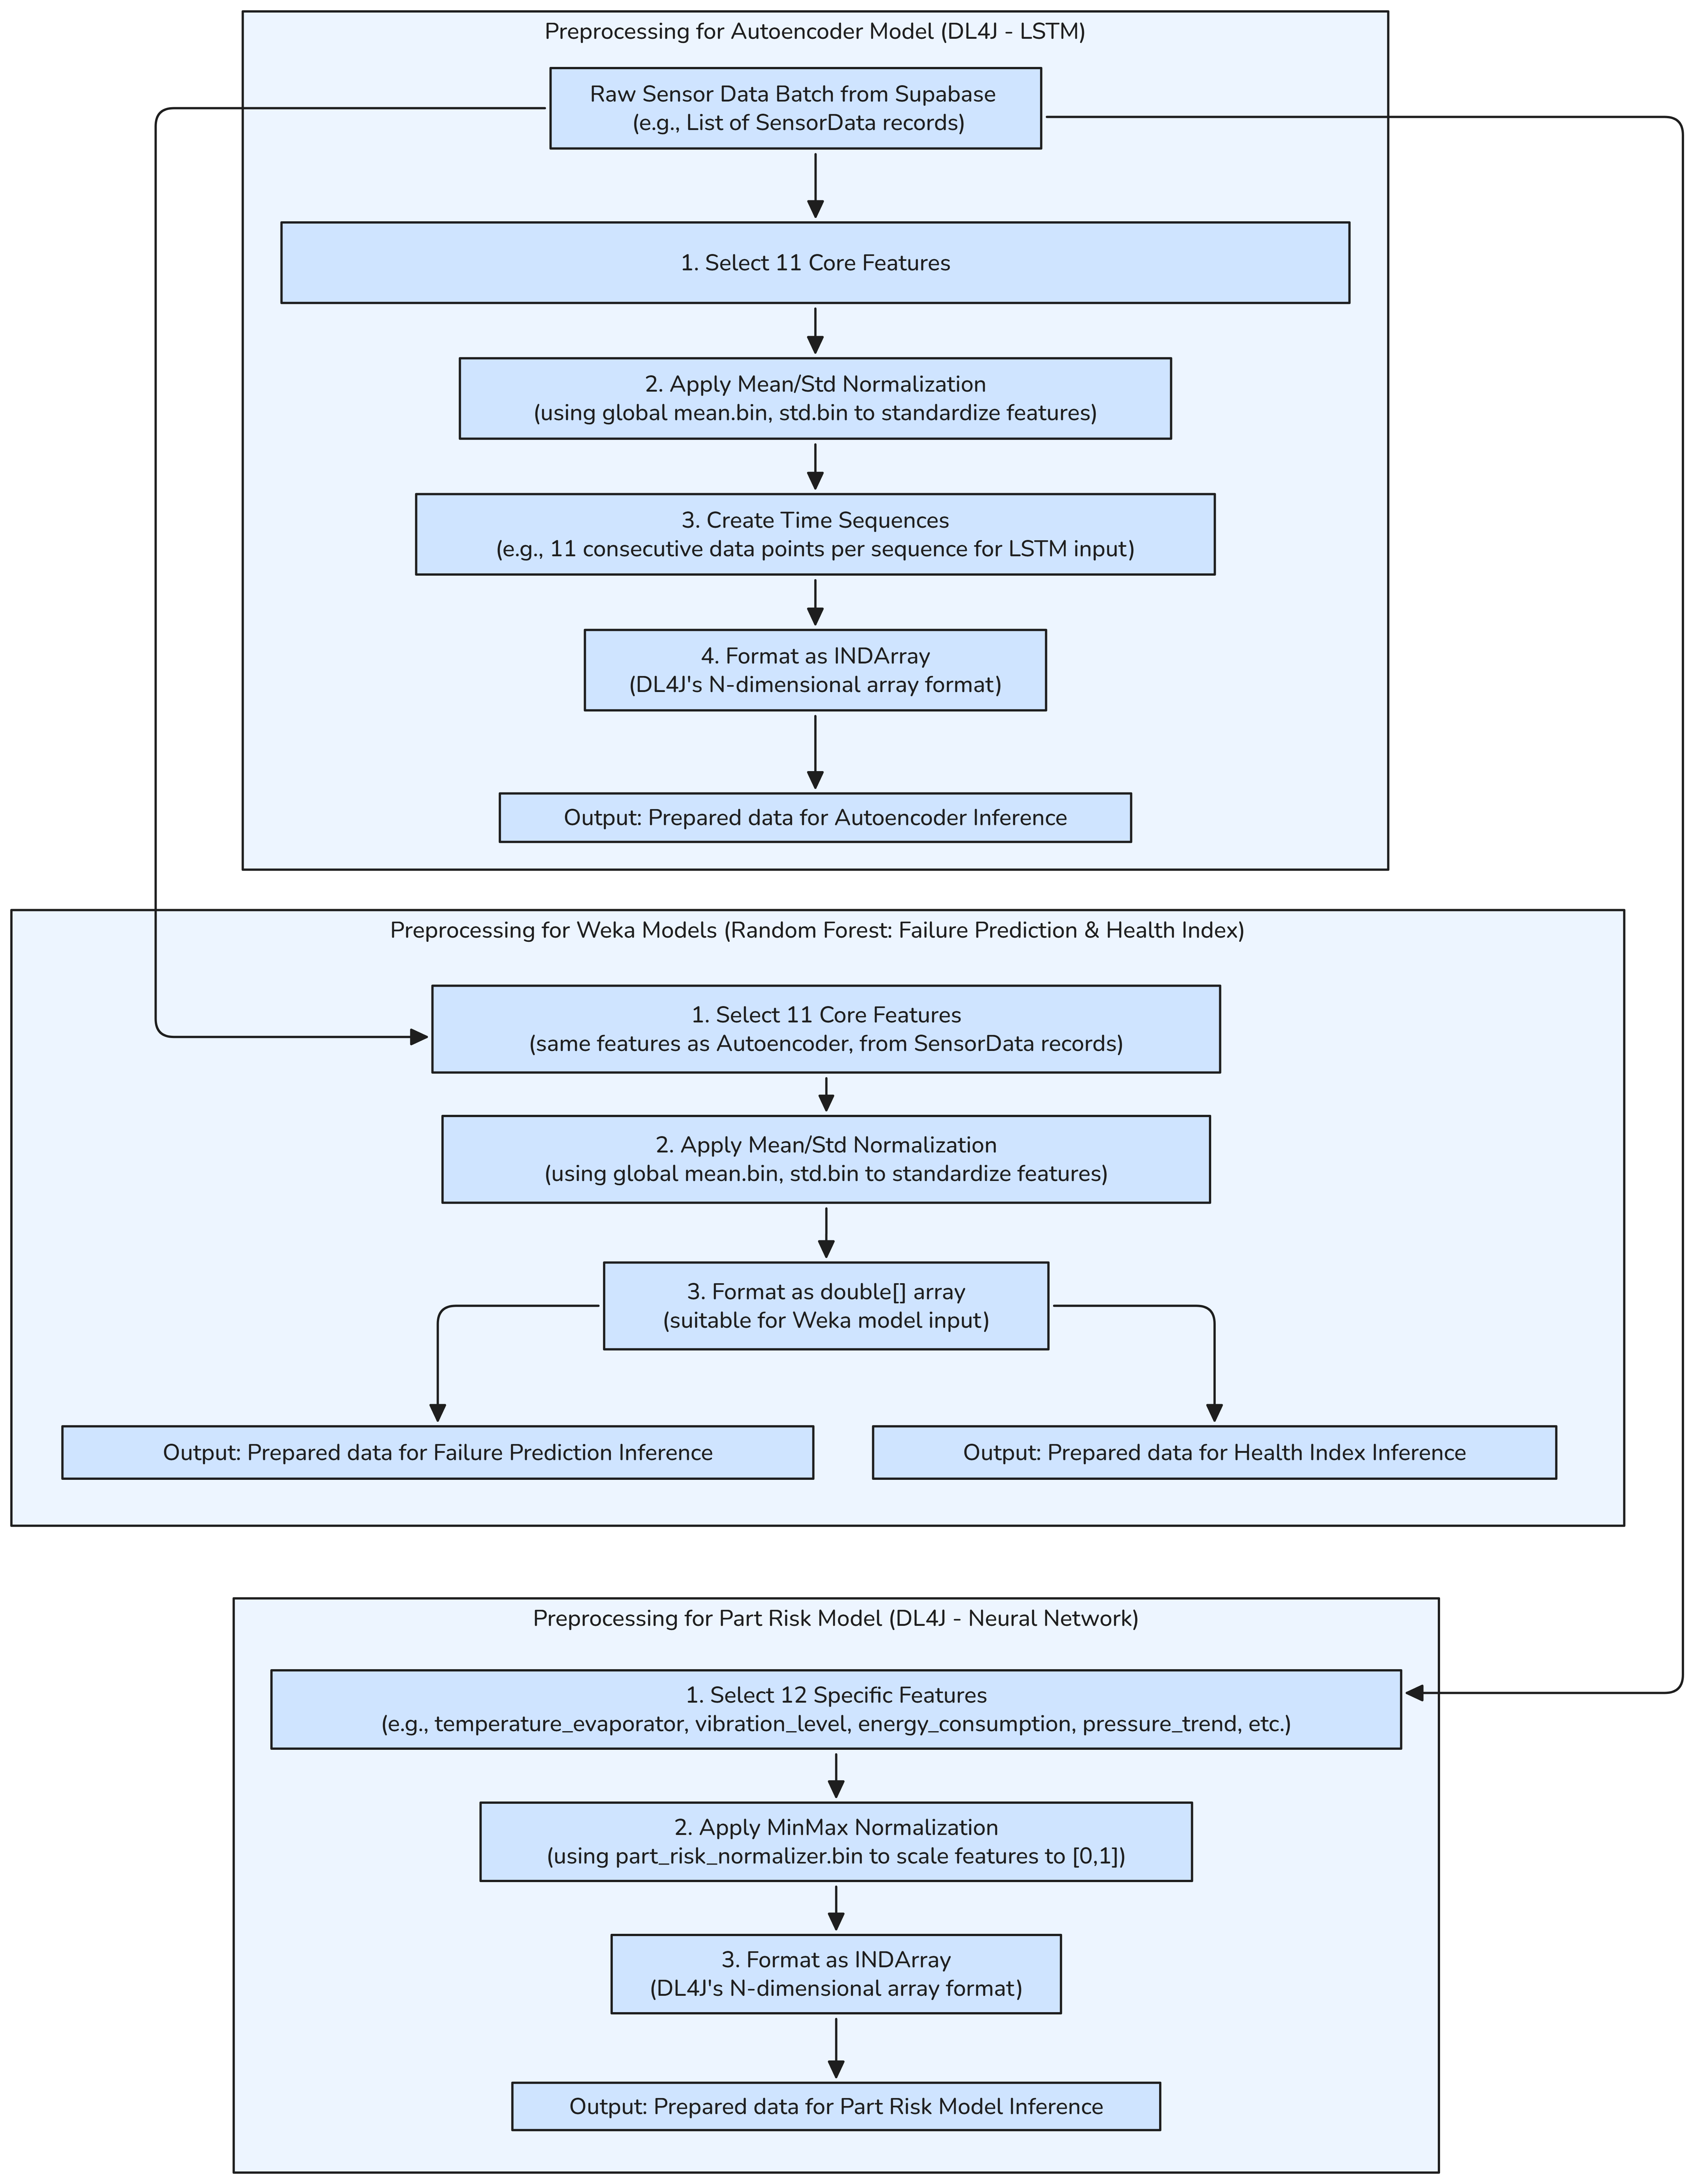 Preprocessing for Autoencoder Model (DL4J - LSTM)
Raw Sensor Data Batch from Supabase
(e.g., List of SensorData records)
1. Select 11 Core Features
2. Apply Mean/Std Normalization
(using global mean.bin, std.bin to standardize features)
3. Create Time Sequences
(e.g., 11 consecutive data points per sequence for LSTM input)
4. Format as INDArray
(DL4J's N-dimensional array format)
Output: Prepared data for Autoencoder Inference
Preprocessing for Weka Models (Random Forest: Failure Prediction & Health Index)
1. Select 11 Core Features
(same features as Autoencoder, from SensorData records)
2. Apply Mean/Std Normalization
(using global mean.bin, std.bin to standardize features)
3. Format as double[] array
(suitable for Weka model input)
Output: Prepared data for Failure Prediction Inference
Output: Prepared data for Health Index Inference
Preprocessing for Part Risk Model (DL4J - Neural Network)
1. Select 12 Specific Features
(e.g., temperature_evaporator, vibration_level, energy_consumption, pressure_trend, etc.)
2. Apply MinMax Normalization
(using part_risk_normalizer.bin to scale features to [0,1])
3. Format as INDArray
(DL4J's N-dimensional array format)
Output: Prepared data for Part Risk Model Inference